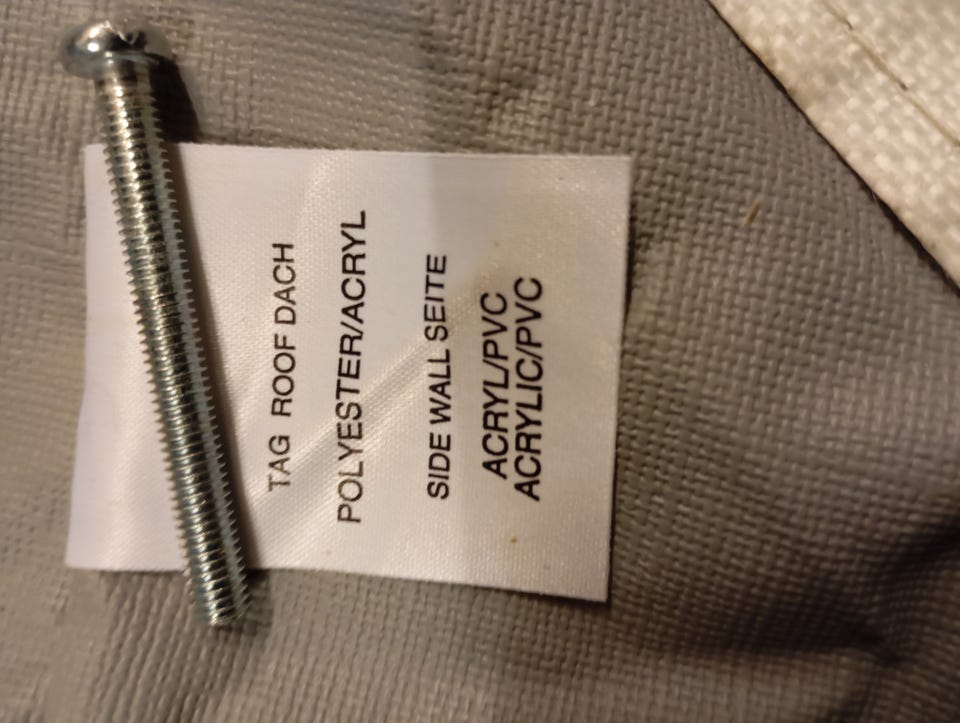 TAG ROOF DACH
POLYESTER/ACRYL
SIDE WALL SEITE
ACRYL/PVC
ACRYLIC/PVC